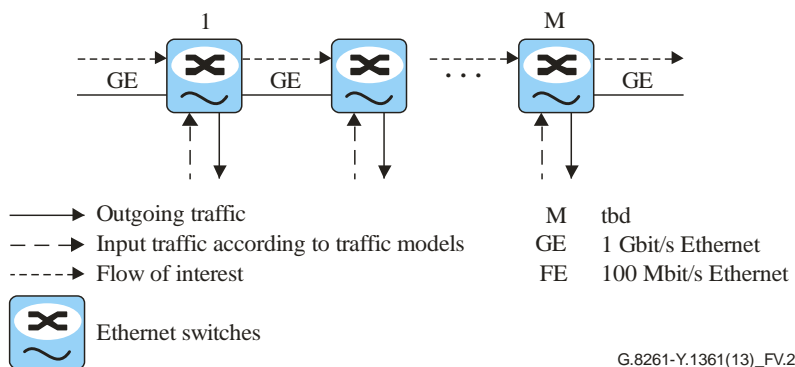 1 M
GE GE . . . GE
Outgoing traffic M tbd
Input traffic according to traffic models GE 1 Gbit/s Ethernet
Flow of interest FE 100 Mbit/s Ethernet
Ethernet switches
G.8261-Y.1361(13)_FV.2